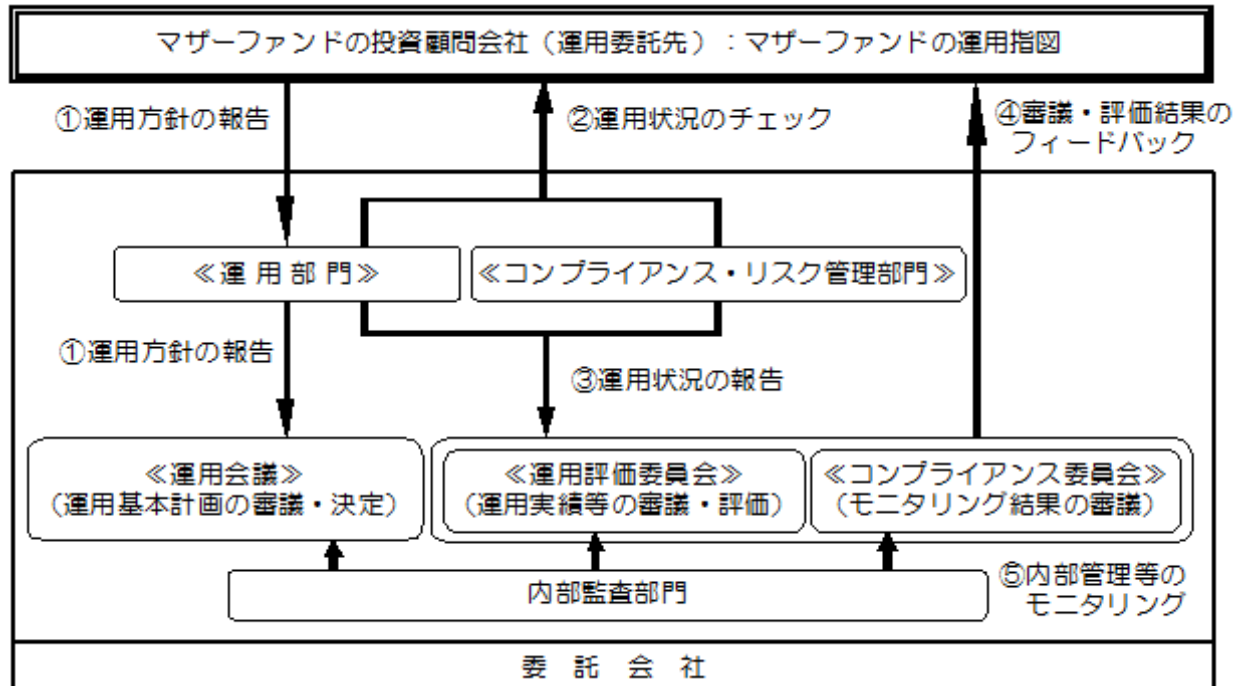 マザーファンドの投資顧問会社（運用委託先）：マザーファンドの運用指図
①運用方針の報告
②運用状況のチェック
④審議・評価結果の
フィードバック
≪運 用 部 門≫
≪コンプライアンス・リスク管理部門≫
①運用方針の報告
③運用状況の報告
≪運用会議≫
（運用基本計画の審議・決定）
≪運用評価委員会≫
（運用実績等の審議・評価）
≪コンプライアンス委員会≫
（モニタリング結果の審議）
内部監査部門
⑤内部管理等の
モニタリング
委 託 会 社